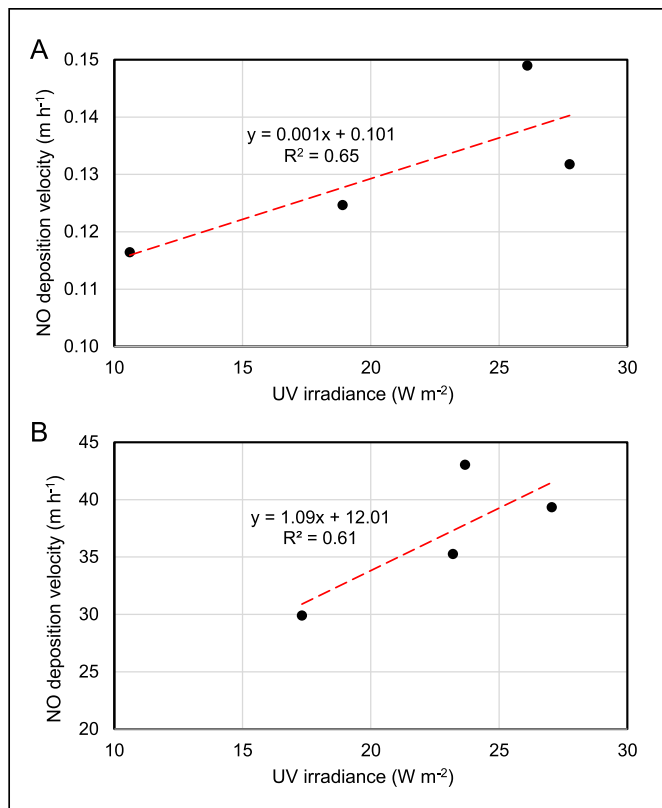 A
0.15
0.14
0.13
0.12
0.11
0.10
NO deposition velocity (m h⁻¹)
y = 0.001x + 0.101
R² = 0.65
10 15 20 25 30
UV irradiance (W m⁻²)
B
45
40
35
30
25
20
NO deposition velocity (m h⁻¹)
y = 1.09x + 12.01
R² = 0.61
10 15 20 25 30
UV irradiance (W m⁻²)